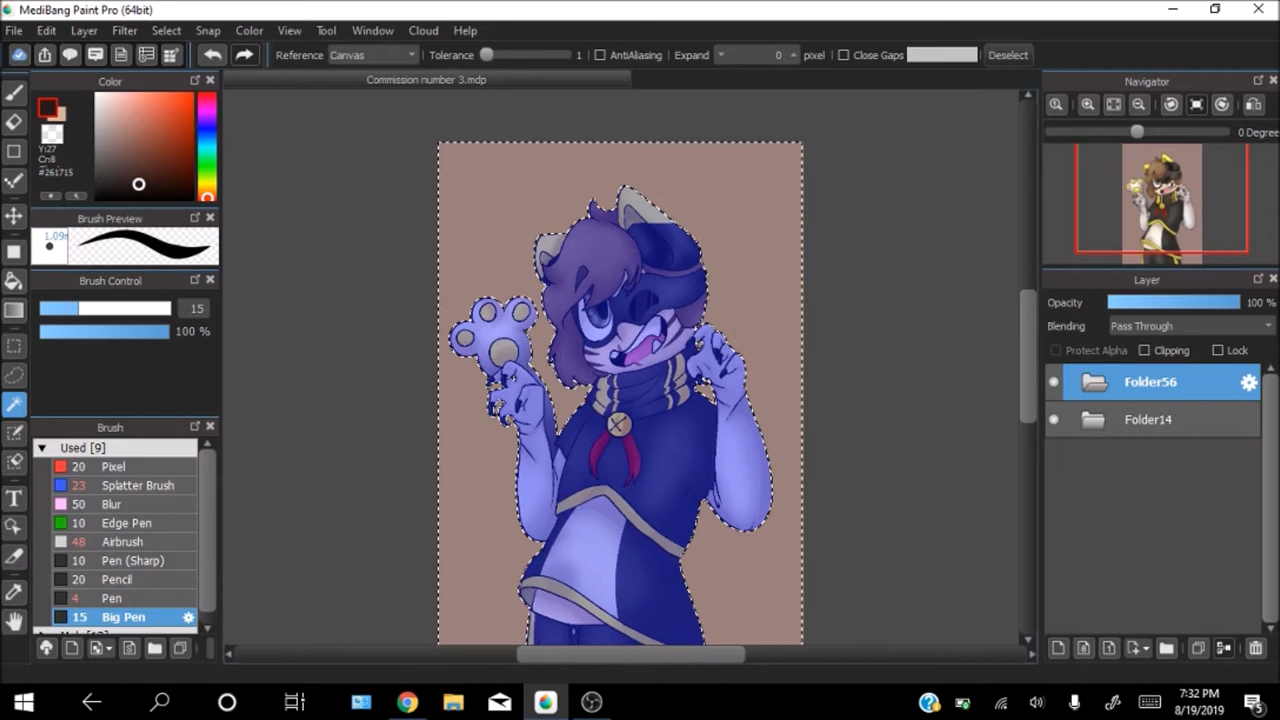 MediBang Paint Pro (64bit)
File Edit Layer Filter Select Snap Color View Tool Window Cloud Help
Reference Canvas Tolerance 1 AntiAliasing Expand 0 pixel Close Gaps Deselect
Color
Commission number 3.mdp
Navigator
0 Degree
Y:27
#261715
Brush Preview
Brush Control
15
100 %
Layer
Opacity 100 %
Blending Pass Through
Protect Alpha Clipping Lock
Folder56
Folder14
Brush
Used [9]
20 Pixel
23 Splatter Brush
50 Blur
10 Edge Pen
48 Airbrush
10 Pen (Sharp)
20 Pencil
4 Pen
15 Big Pen
7:32 PM
8/19/2019
5